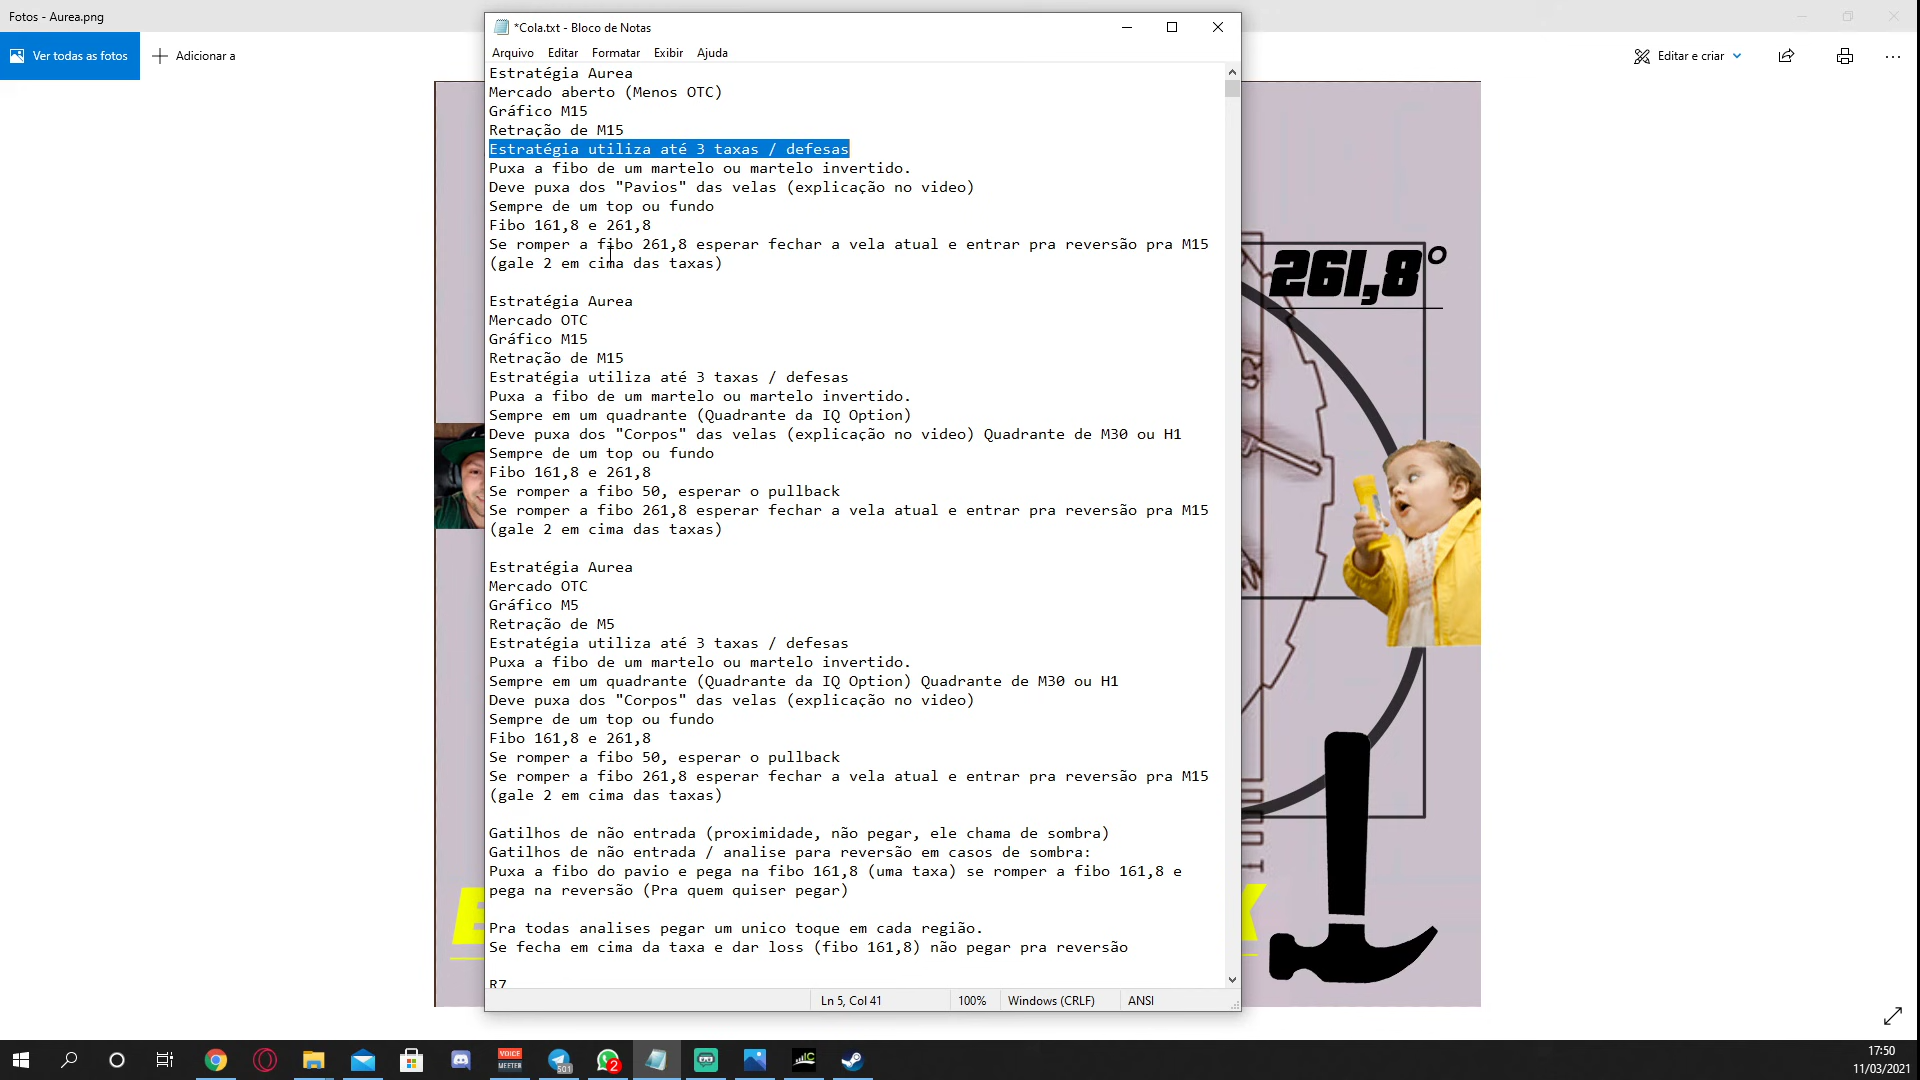 Fotos - Aurea.png
Ver todas as fotos
Adicionar a
Editar e criar
*Cola.txt - Bloco de Notas
Arquivo Editar Formatar Exibir Ajuda
Estratégia Aurea
Mercado aberto (Menos OTC)
Gráfico M15
Retração de M15
Estratégia utiliza até 3 taxas / defesas
Puxa a fibo de um martelo ou martelo invertido.
Deve puxa dos "Pavios" das velas (explicação no video)
Sempre de um top ou fundo
Fibo 161,8 e 261,8
Se romper a fibo 261,8 esperar fechar a vela atual e entrar pra reversão pra M15
(gale 2 em cima das taxas)
Estratégia Aurea
Mercado OTC
Gráfico M15
Retração de M15
Estratégia utiliza até 3 taxas / defesas
Puxa a fibo de um martelo ou martelo invertido.
Sempre em um quadrante (Quadrante da IQ Option)
Deve puxa dos "Corpos" das velas (explicação no video) Quadrante de M30 ou H1
Sempre de um top ou fundo
Fibo 161,8 e 261,8
Se romper a fibo 50, esperar o pullback
Se romper a fibo 261,8 esperar fechar a vela atual e entrar pra reversão pra M15
(gale 2 em cima das taxas)
Estratégia Aurea
Mercado OTC
Gráfico M5
Retração de M5
Estratégia utiliza até 3 taxas / defesas
Puxa a fibo de um martelo ou martelo invertido.
Sempre em um quadrante (Quadrante da IQ Option) Quadrante de M30 ou H1
Deve puxa dos "Corpos" das velas (explicação no video)
Sempre de um top ou fundo
Fibo 161,8 e 261,8
Se romper a fibo 50, esperar o pullback
Se romper a fibo 261,8 esperar fechar a vela atual e entrar pra reversão pra M15
(gale 2 em cima das taxas)
Gatilhos de não entrada (proximidade, não pegar, ele chama de sombra)
Gatilhos de não entrada / analise para reversão em casos de sombra:
Puxa a fibo do pavio e pega na fibo 161,8 (uma taxa) se romper a fibo 161,8 e
pega na reversão (Pra quem quiser pegar)
Pra todas analises pegar um unico toque em cada região.
Se fecha em cima da taxa e dar loss (fibo 161,8) não pegar pra reversão
R7
Ln 5, Col 41 100% Windows (CRLF) ANSI
261,8°
VOICE
MEETER
501
2
17:50
11/03/2021